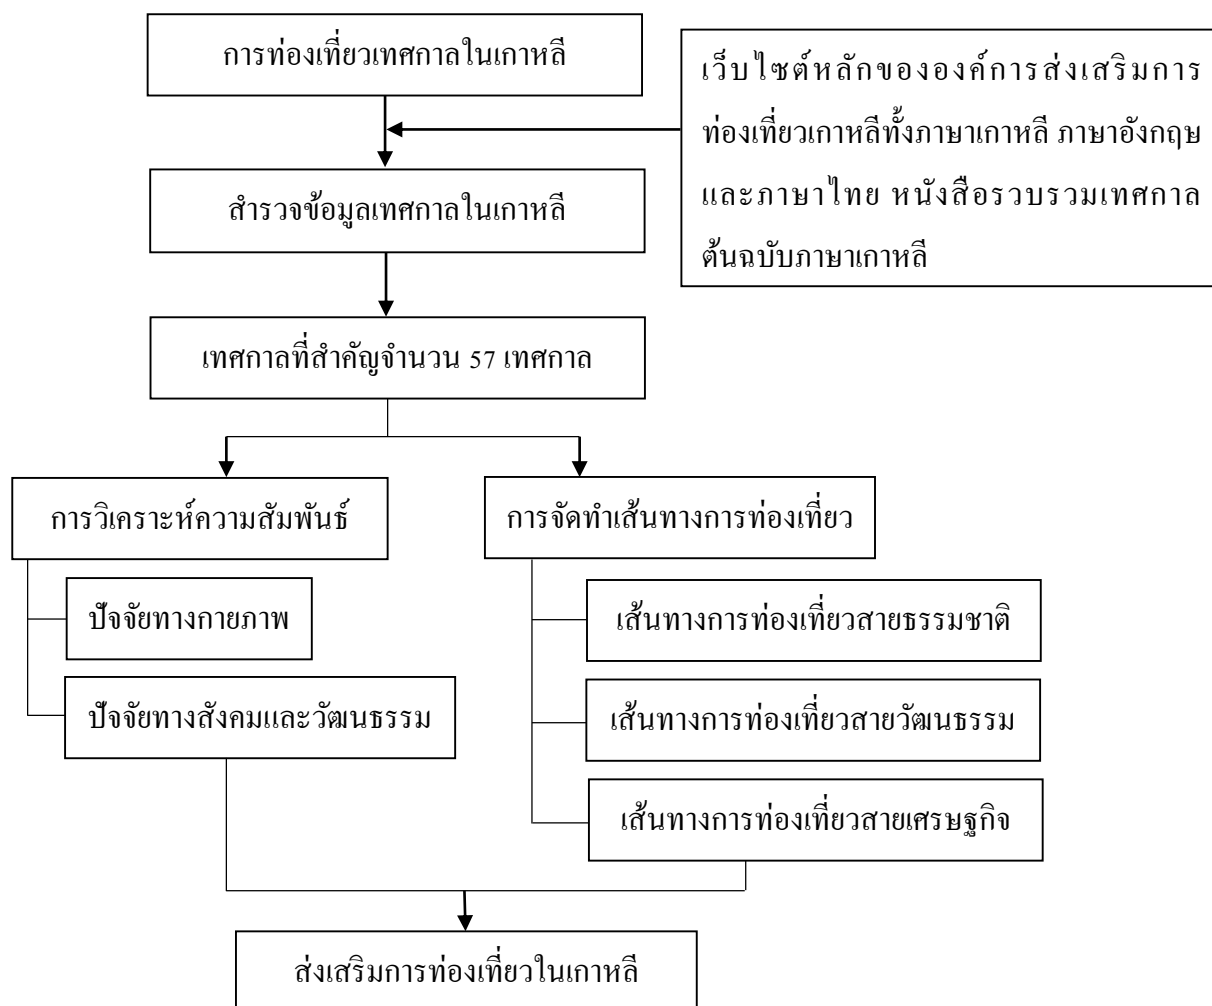 การท่องเที่ยวเทศกาลในเกาหลี
เว็บไซต์หลักขององค์การส่งเสริมการ
ท่องเที่ยวเกาหลีทั้งภาษาเกาหลี ภาษาอังกฤษ
และภาษาไทย หนังสือรวบรวมเทศกาล
ต้นฉบับภาษาเกาหลี
สำรวจข้อมูลเทศกาลในเกาหลี
เทศกาลที่สำคัญจำนวน 57 เทศกาล
การวิเคราะห์ความสัมพันธ์
ปัจจัยทางกายภาพ
ปัจจัยทางสังคมและวัฒนธรรม
การจัดทำเส้นทางการท่องเที่ยว
เส้นทางการท่องเที่ยวสายธรรมชาติ
เส้นทางการท่องเที่ยวสายวัฒนธรรม
เส้นทางการท่องเที่ยวสายเศรษฐกิจ
ส่งเสริมการท่องเที่ยวในเกาหลี